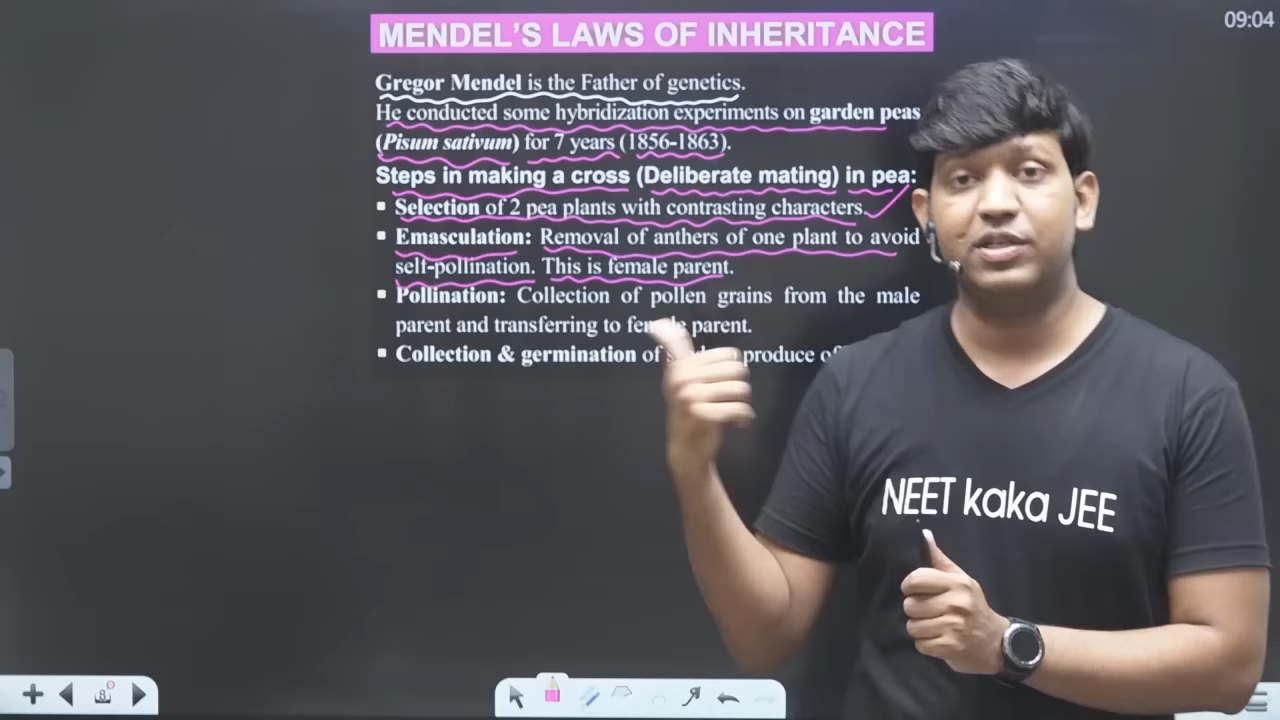 09:04
MENDEL'S LAWS OF INHERITANCE
Gregor Mendel is the Father of genetics.
He conducted some hybridization experiments on garden peas
(Pisum sativum) for 7 years (1856-1863).
Steps in making a cross (Deliberate mating) in pea:
▪ Selection of 2 pea plants with contrasting characters.
▪ Emasculation: Removal of anthers of one plant to avoid
self-pollination. This is female parent.
▪ Pollination: Collection of pollen grains from the male
parent and transferring to female parent.
▪ Collection & germination of produce
NEET kaka JEE
8